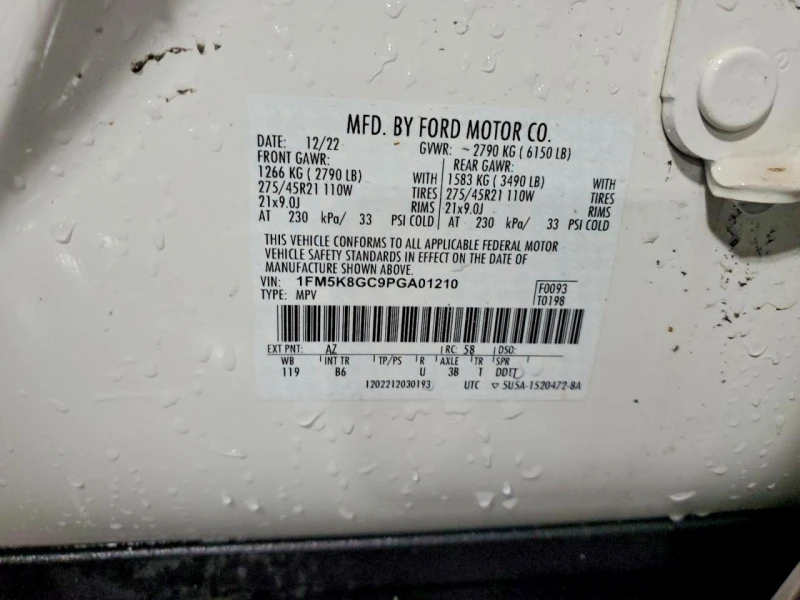 MFD. BY FORD MOTOR CO.
DATE: 12/22 GVWR: ~ 2790 KG ( 6150 LB)
FRONT GAWR: REAR GAWR:
1266 KG ( 2790 LB) WITH 1583 KG ( 3490 LB) WITH
275/45R21 110W TIRES 275/45R21 110W TIRES
21x9.0J RIMS 21x9.0J RIMS
AT 230 kPa/ 33 PSI COLD AT 230 kPa/ 33 PSI COLD
THIS VEHICLE CONFORMS TO ALL APPLICABLE FEDERAL MOTOR
VEHICLE SAFETY STANDARDS IN EFFECT ON THE DATE OF
MANUFACTURE SHOWN ABOVE.
VIN: 1FM5K8GC9PGA01210 F0093
TYPE: MPV T0198
EXT PNT: AZ RC: 58 DSO:
WB INT TR TP/PS R AXLE TR SPR
119 B6 U 3B T DDTT
1202212030193 UTC ▽ 5USA-1520472-BA